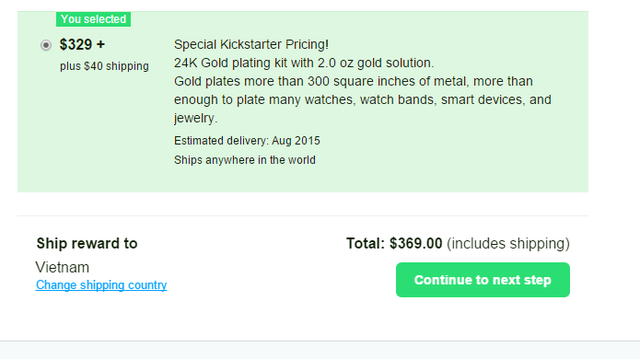 You selected
$329 +
plus $40 shipping
Special Kickstarter Pricing!
24K Gold plating kit with 2.0 oz gold solution.
Gold plates more than 300 square inches of metal, more than
enough to plate many watches, watch bands, smart devices, and
jewelry.
Estimated delivery: Aug 2015
Ships anywhere in the world
Ship reward to
Vietnam
Change shipping country
Total: $369.00 (includes shipping)
Continue to next step